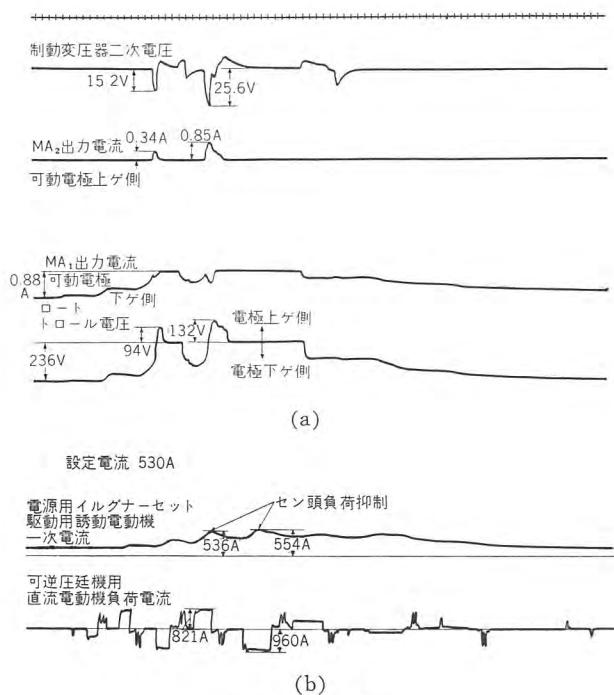 制動変圧器二次電圧
15 2V
25.6V
0.34A
0.85A
MA₂出力電流
可動電極上ゲ側
MA₁出力電流
0.88
A
可動電極
下ゲ側
ロート
トロール電圧
132V
94V
236V
電極上ゲ側
電極下ゲ側
(a)
設定電流 530A
電源用イルグナーセット
駆動用誘動電動機
一次電流
セン頭負荷抑制
536A
554A
可逆圧廷機用
直流電動機負荷電流
821A
960A
(b)